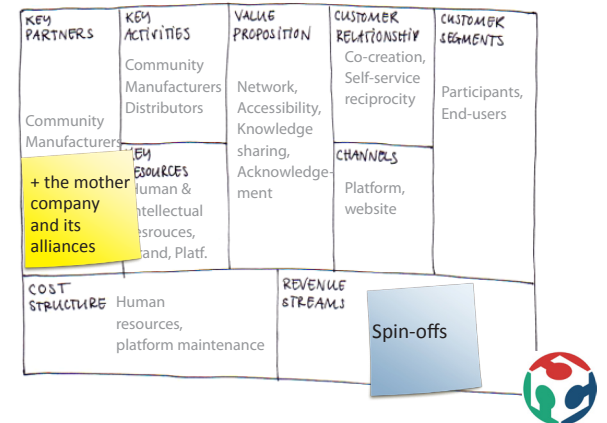 KEY
PARTNERS
Community
Manufacturers
+ the mother
company
and its
alliances
KEY
ACTIVITIES
Community
Manufacturers
Distributors
KEY
RESOURCES
Human &
intellectual
esrouces,
and, Platf.
VALUE
PROPOSITION
Network,
Accessibility,
Knowledge
sharing,
Acknowledge-
ment
CUSTOMER
RELATIONSHIP
Co-creation,
Self-service
reciprocity
CHANNELS
Platform,
website
CUSTOMER
SEGMENTS
Participants,
End-users
COST
STRUCTURE
Human
resources,
platform maintenance
REVENUE
STREAMS
Spin-offs